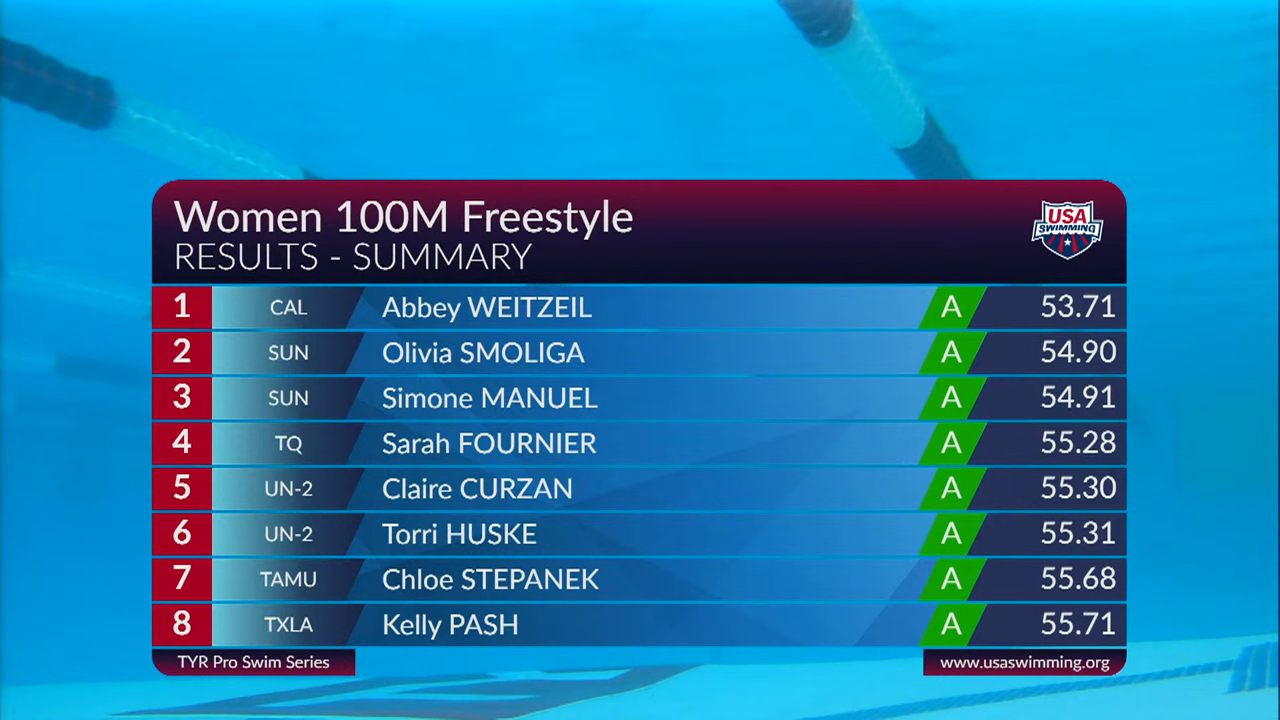 Women 100M Freestyle
RESULTS - SUMMARY
USA
SWIMMING
1 CAL Abbey WEITZEIL A 53.71
2 SUN Olivia SMOLIGA A 54.90
3 SUN Simone MANUEL A 54.91
4 TQ Sarah FOURNIER A 55.28
5 UN-2 Claire CURZAN A 55.30
6 UN-2 Torri HUSKE A 55.31
7 TAMU Chloe STEPANEK A 55.68
8 TXLA Kelly PASH A 55.71
TYR Pro Swim Series www.usaswimming.org